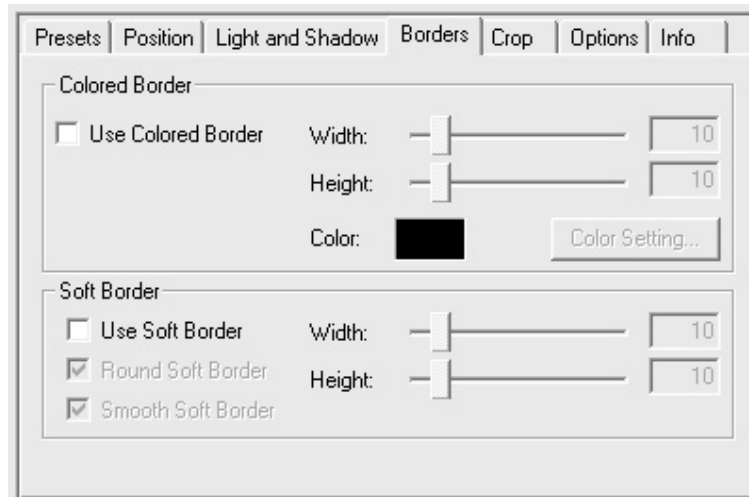 Presets Position Light and Shadow Borders Crop Options Info
Colored Border
Use Colored Border Width: 10
Height: 10
Color: Color Setting...
Soft Border
Use Soft Border Width: 10
Round Soft Border Height: 10
Smooth Soft Border